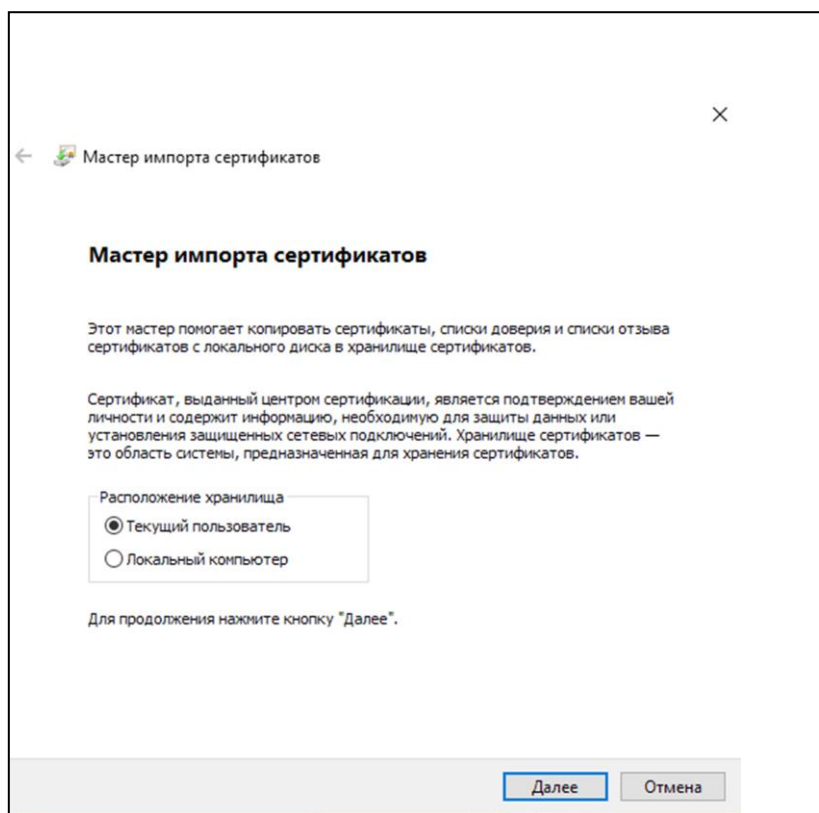 Мастер импорта сертификатов
Мастер импорта сертификатов
Этот мастер помогает копировать сертификаты, списки доверия и списки отзыва
сертификатов с локального диска в хранилище сертификатов.
Сертификат, выданный центром сертификации, является подтверждением вашей
личности и содержит информацию, необходимую для защиты данных или
установления защищенных сетевых подключений. Хранилище сертификатов —
это область системы, предназначенная для хранения сертификатов.
Расположение хранилища
Текущий пользователь
Локальный компьютер
Для продолжения нажмите кнопку "Далее".
Далее Отмена